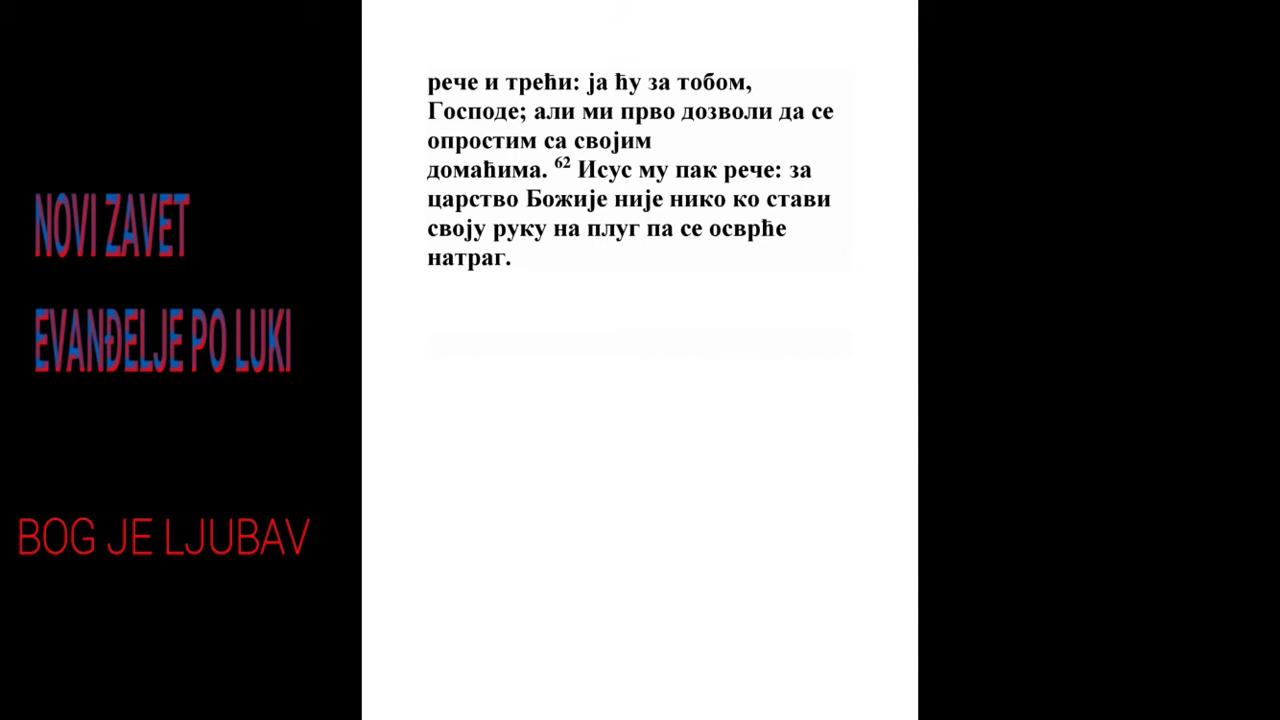 NOVI ZAVET
EVANĐELJE PO LUKI
BOG JE LJUBAV
рече и трећи: ја ћу за тобом,
Господе; али ми прво дозволи да се
опростим са својим
домаћима. 62 Исус му пак рече: за
царство Божије није нико ко стави
своју руку на плуг па се осврће
натраг.